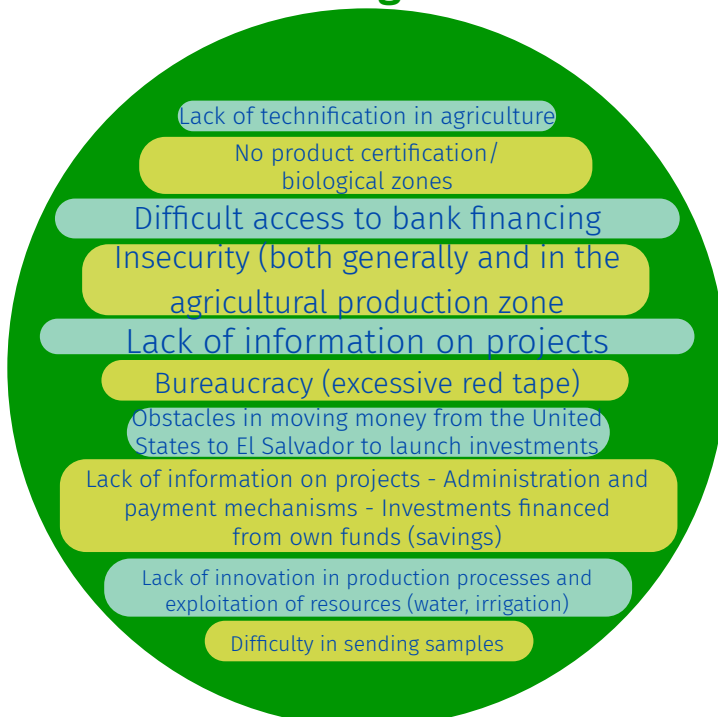 Lack of technification in agriculture
No product certification/
biological zones
Difficult access to bank financing
Insecurity (both generally and in the
agricultural production zone
Lack of information on projects
Bureaucracy (excessive red tape)
Obstacles in moving money from the United
States to El Salvador to launch investments
Lack of information on projects - Administration and
payment mechanisms - Investments financed
from own funds (savings)
Lack of innovation in production processes and
exploitation of resources (water, irrigation)
Difficulty in sending samples